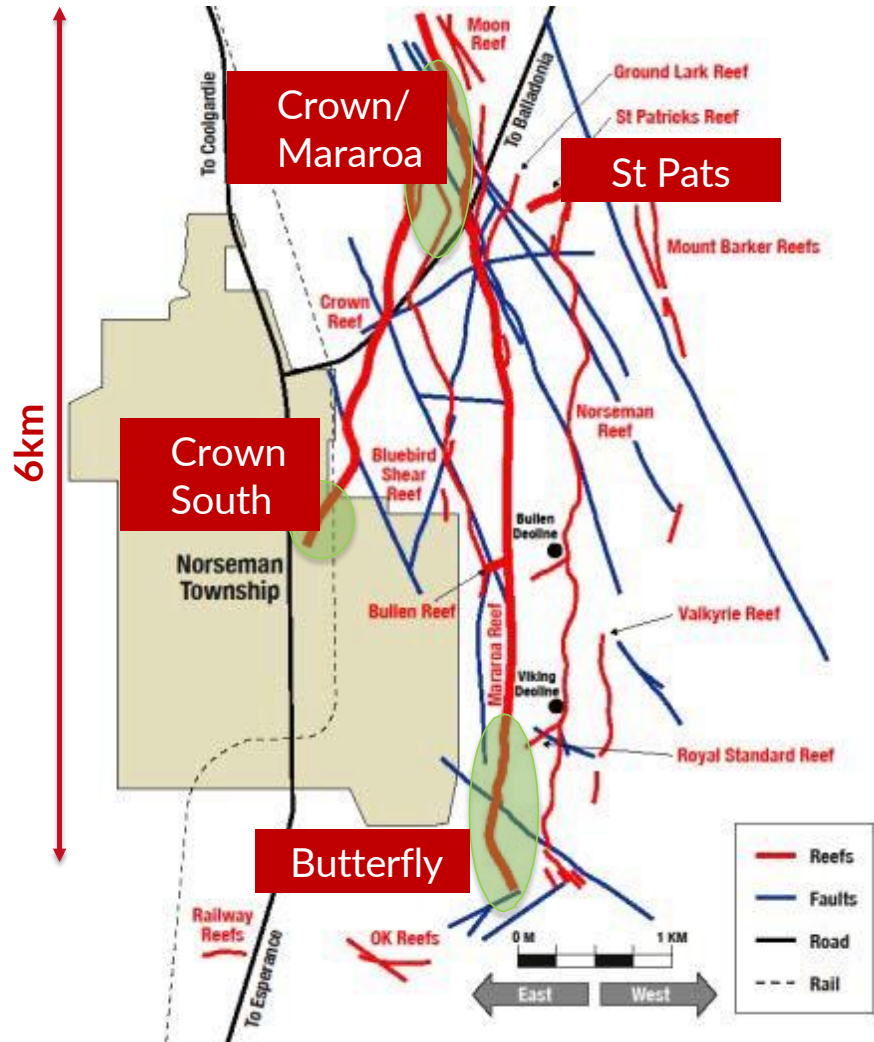 Moon
Reef
To Coolgardie
To Balladonia
Ground Lark Reef
St Patricks Reef
Crown/
Mararoa
St Pats
Mount Barker Reefs
Crown
Reef
6km
Norseman
Reef
Crown
South
Bluebird
Shear
Reef
Bullen
Deoline
Norseman
Township
Bullen Reef
Mararoa Reef
Valkyrie Reef
Viking
Deoline
Royal Standard Reef
Butterfly
Reefs
Faults
Road
Rail
Railway
Reefs
OK Reefs
To Esperance
0 M
1 KM
East
West